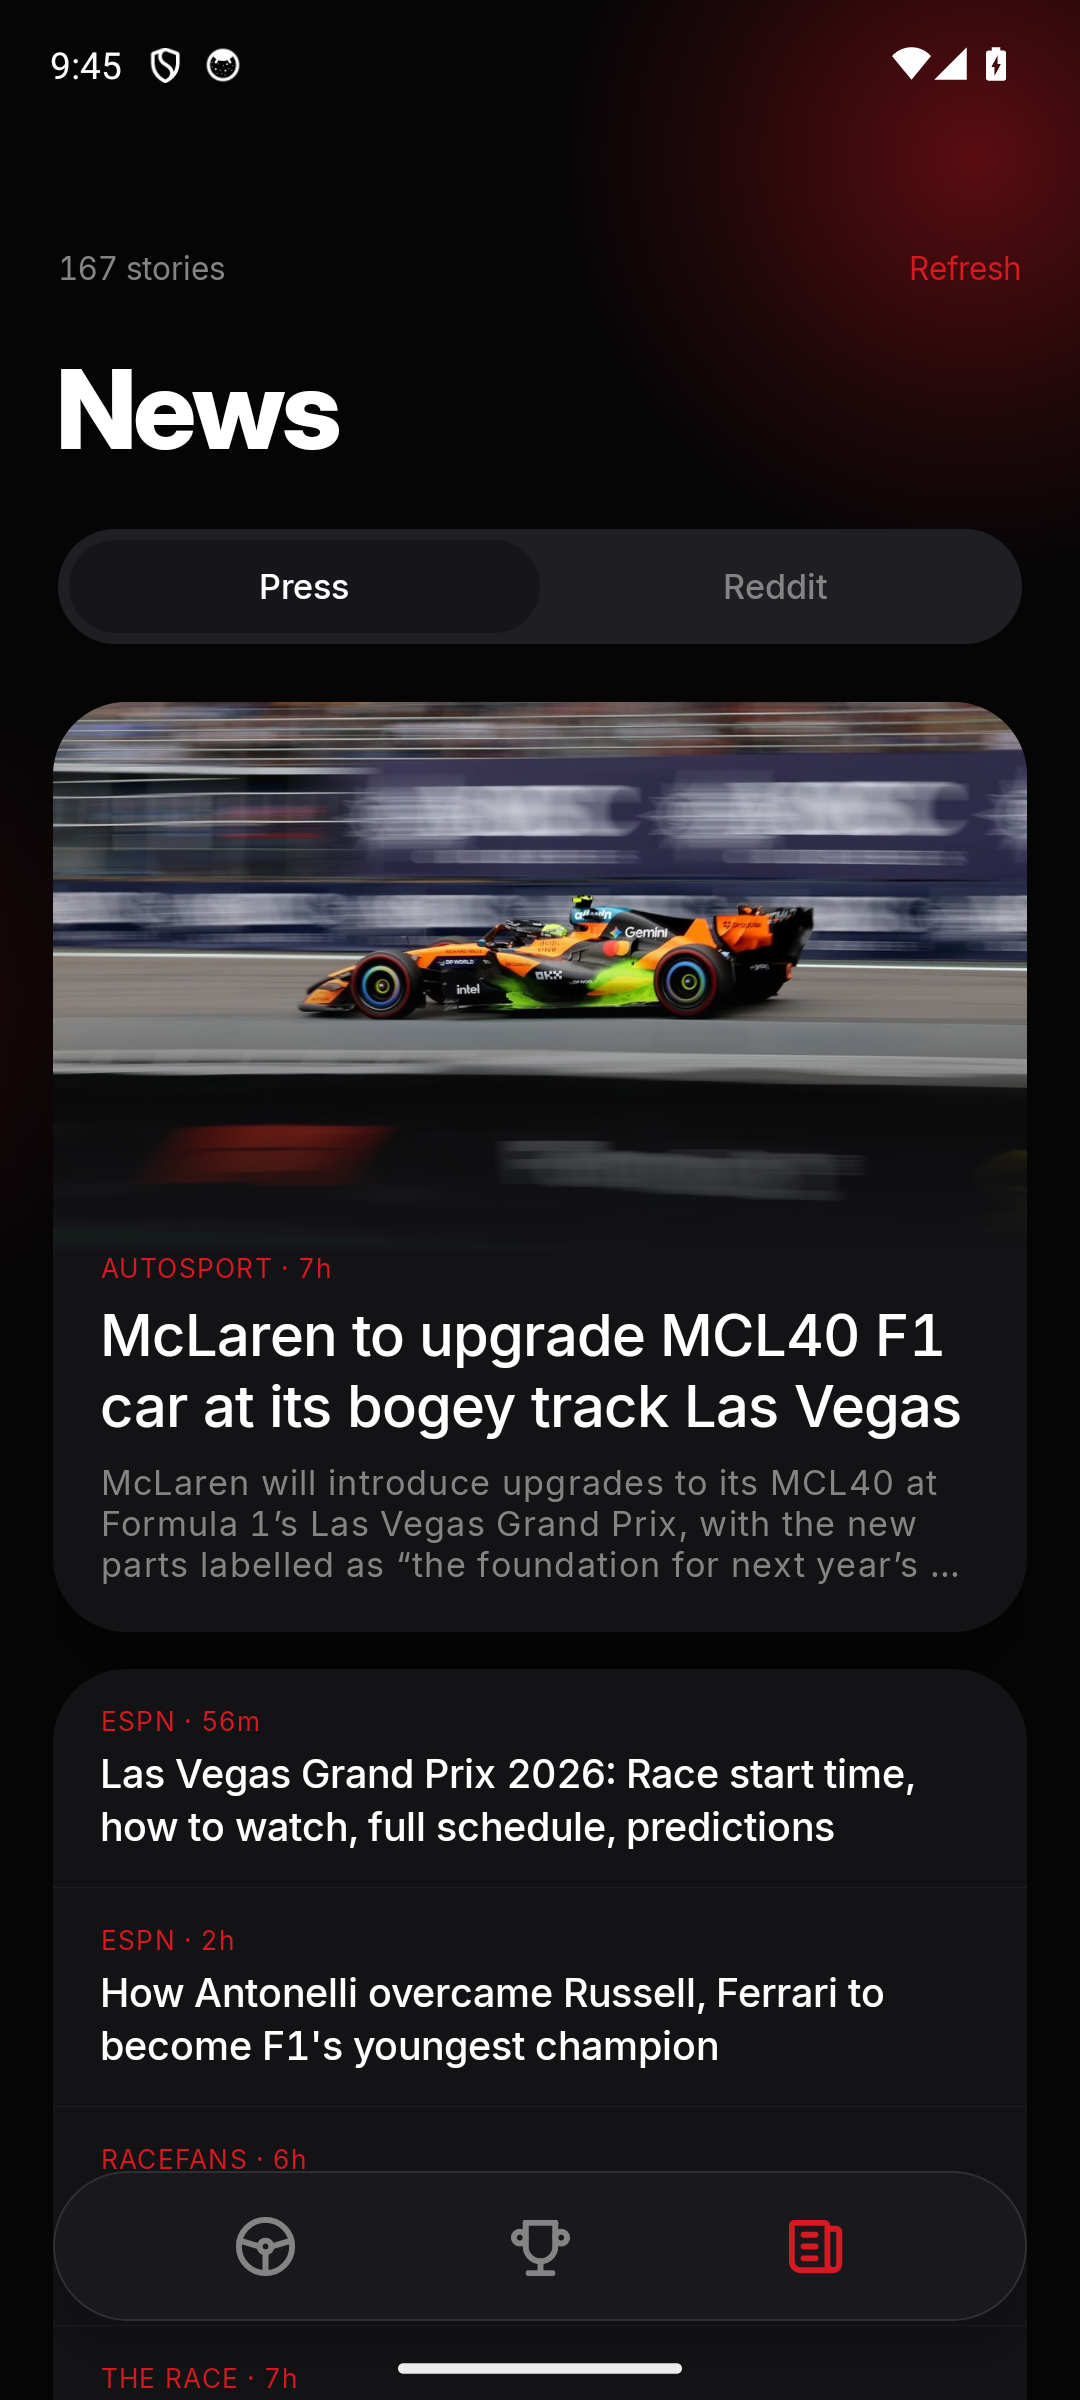 9:45
167 stories
Refresh
News
Press
Reddit
Gemini
intel
DP WORLD
AUTOSPORT · 7h
McLaren to upgrade MCL40 F1
car at its bogey track Las Vegas
McLaren will introduce upgrades to its MCL40 at
Formula 1’s Las Vegas Grand Prix, with the new
parts labelled as “the foundation for next year’s ...
ESPN · 56m
Las Vegas Grand Prix 2026: Race start time,
how to watch, full schedule, predictions
ESPN · 2h
How Antonelli overcame Russell, Ferrari to
become F1's youngest champion
RACEFANS · 6h
THE RACE · 7h